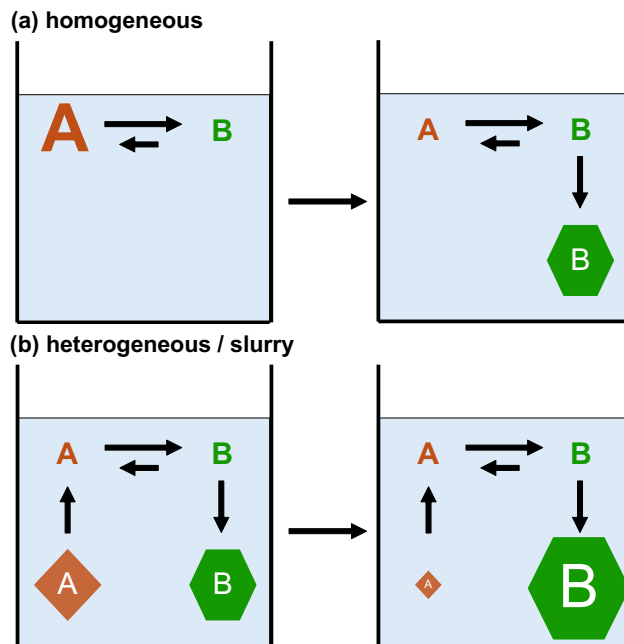 (a) homogeneous
A B A B
B
(b) heterogeneous / slurry
A B A B
A B A B